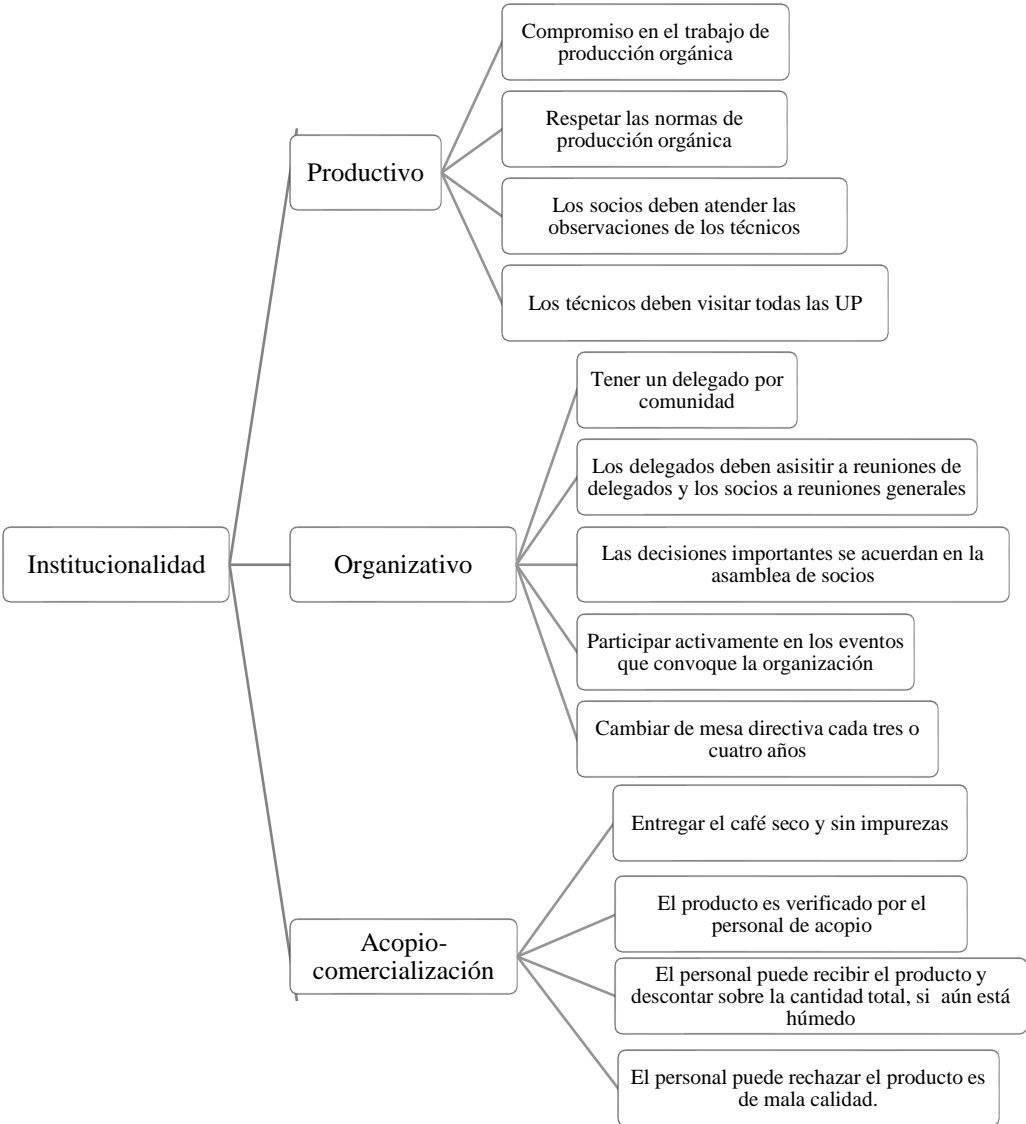 Compromiso en el trabajo de
producción orgánica
Respetar las normas de
producción orgánica
Productivo
Los socios deben atender las
observaciones de los técnicos
Los técnicos deben visitar todas las UP
Tener un delegado por
comunidad
Los delegados deben asisitir a reuniones de
delegados y los socios a reuniones generales
Institucionalidad
Organizativo
Las decisiones importantes se acuerdan en la
asamblea de socios
Participar activamente en los eventos
que convoque la organización
Cambiar de mesa directiva cada tres o
cuatro años
Entregar el café seco y sin impurezas
El producto es verificado por el
personal de acopio
Acopio-
comercialización
El personal puede recibir el producto y
descontar sobre la cantidad total, si aún está
húmedo
El personal puede rechazar el producto es
de mala calidad.